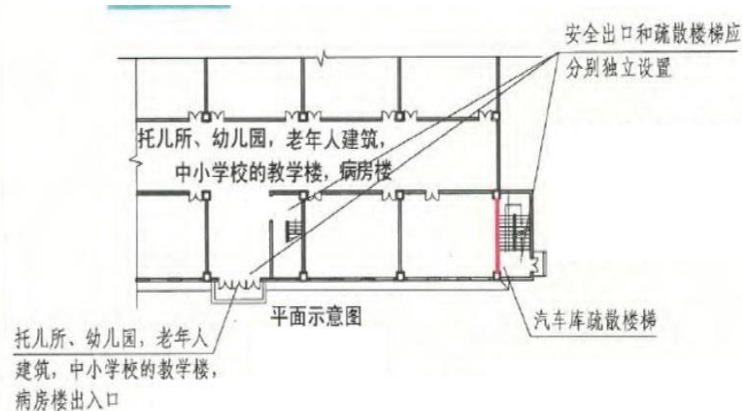 安全出口和疏散楼梯应
分别独立设置
托儿所、幼儿园，老年人建筑，
中小学校的教学楼，病房楼
平面示意图
汽车库疏散楼梯
托儿所、幼儿园，老年人
建筑，中小学校的教学楼，
病房楼出入口